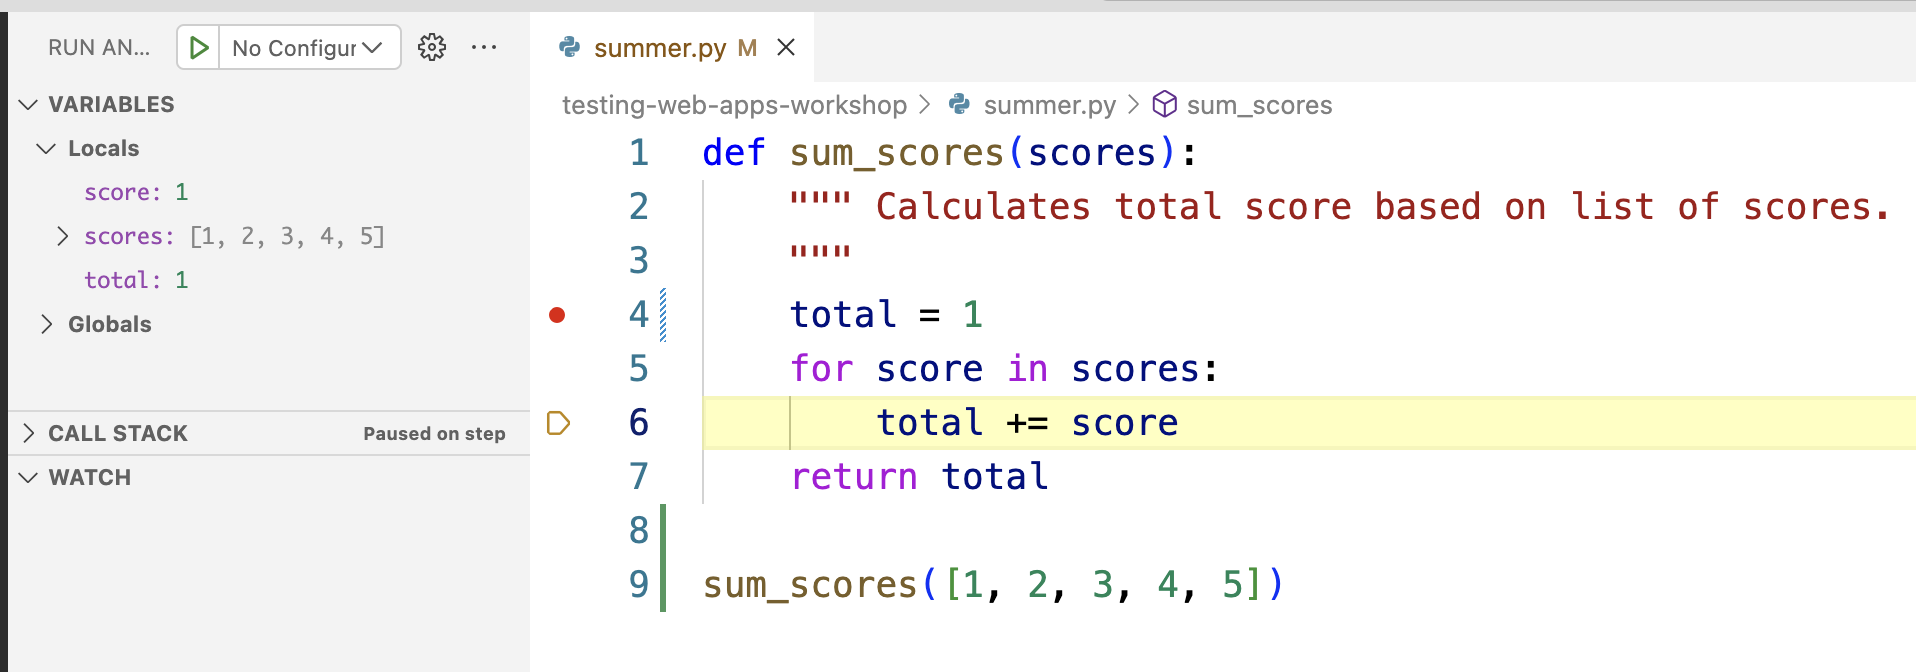 RUN AN...
No Configur
VARIABLES
Locals
score: 1
scores: [1, 2, 3, 4, 5]
total: 1
Globals
CALL STACK Paused on step
WATCH
summer.py M
testing-web-apps-workshop > summer.py > sum_scores
1 def sum_scores(scores):
2     """ Calculates total score based on list of scores.
3     """
4     total = 1
5     for score in scores:
6         total += score
7     return total
8
9 sum_scores([1, 2, 3, 4, 5])